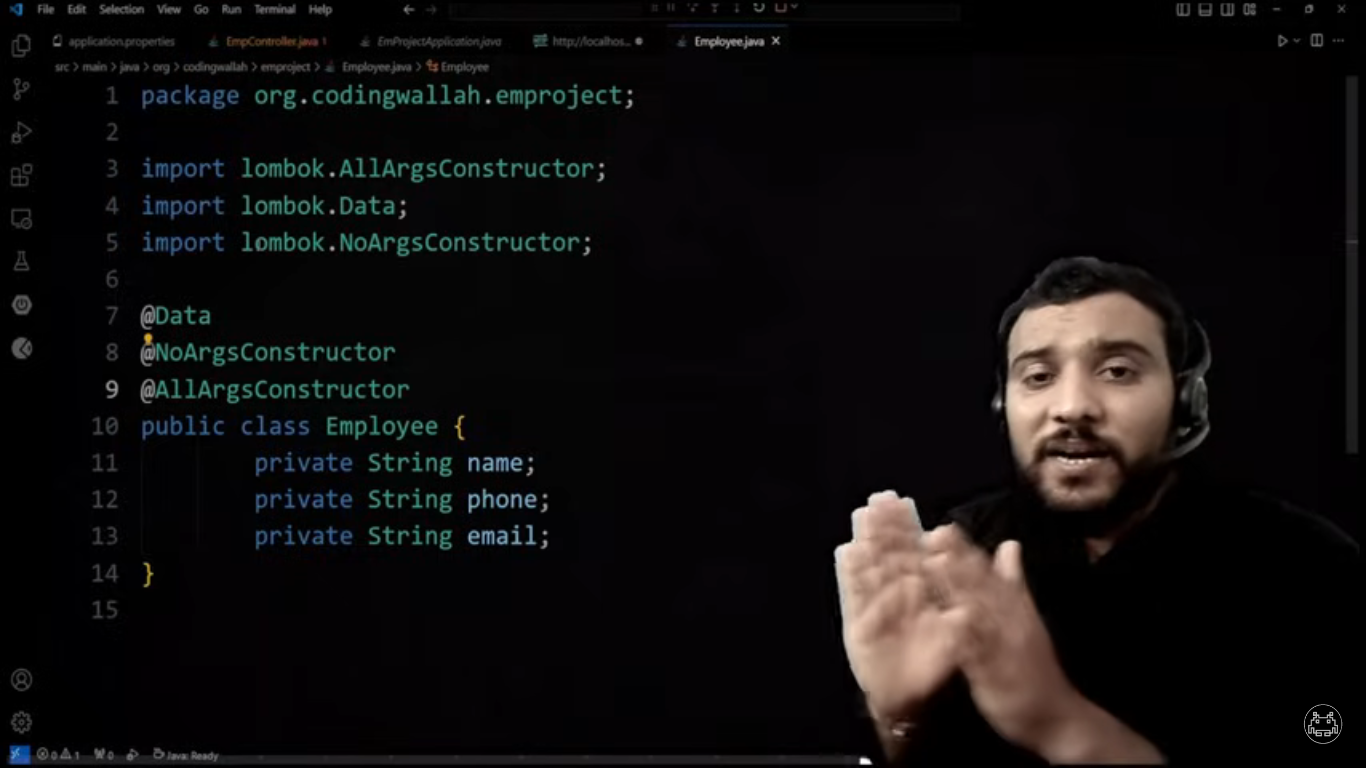 File Edit Selection View Go Run Terminal Help
application.properties EmpController.java 1 EmProjectApplication.java http://localhos... Employee.java
src > main > java > org > codingwallah > emproject > Employee.java > Employee
1 package org.codingwallah.emproject;
2
3 import lombok.AllArgsConstructor;
4 import lombok.Data;
5 import lombok.NoArgsConstructor;
6
7 @Data
8 @NoArgsConstructor
9 @AllArgsConstructor
10 public class Employee {
11 private String name;
12 private String phone;
13 private String email;
14 }
15
0 1 0 Java: Ready